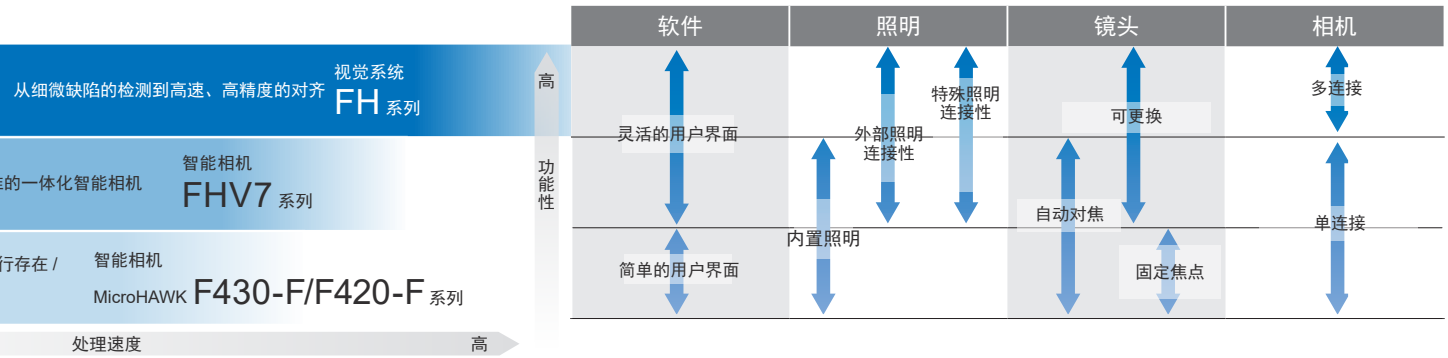 软件 照明 镜头 相机
从细微缺陷的检测到高速、高精度的对齐
视觉系统
FH 系列
高
功能性
的一体化智能相机
智能相机
FHV7 系列
行存在 /
智能相机
MicroHAWK F430-F/F420-F 系列
处理速度 高
灵活的用户界面
简单的用户界面
内置照明
外部照明
连接性
特殊照明
连接性
自动对焦
可更换
固定焦点
多连接
单连接